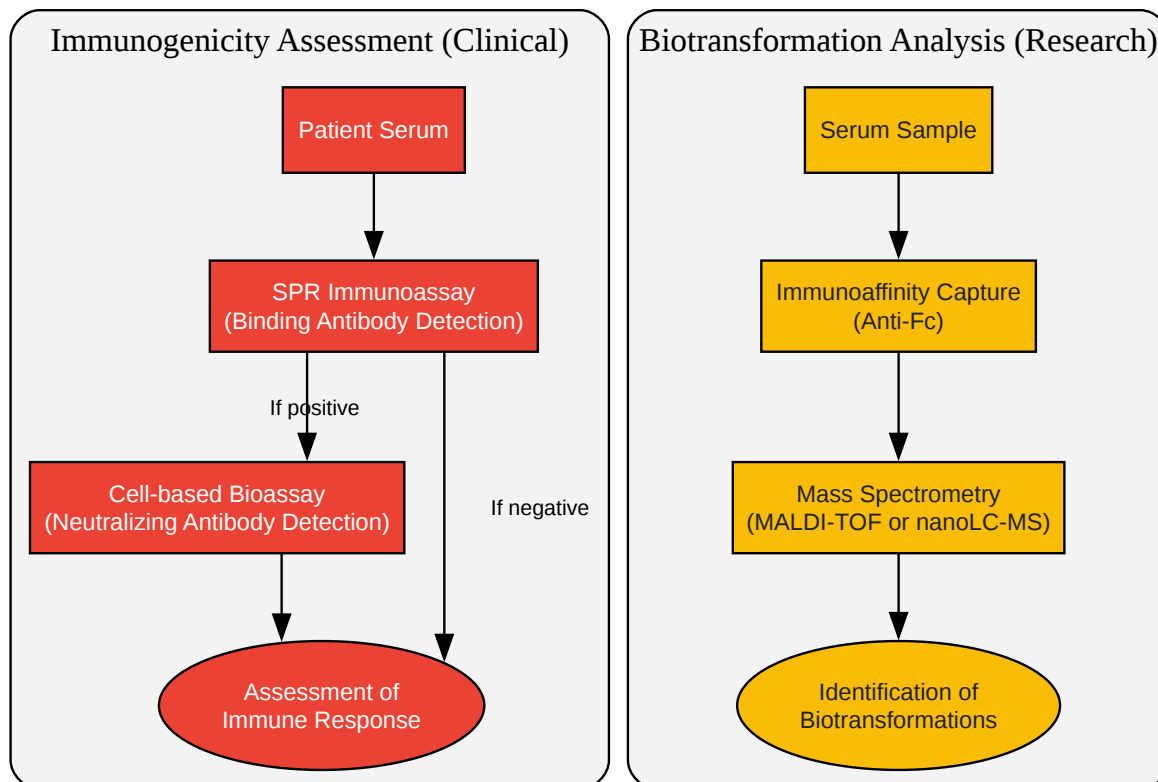 Immunogenicity Assessment (Clinical)
Patient Serum
SPR Immunoassay
(Binding Antibody Detection)
If positive
Cell-based Bioassay
(Neutralizing Antibody Detection)
If negative
Assessment of
Immune Response
Biotransformation Analysis (Research)
Serum Sample
Immunoaffinity Capture
(Anti-Fc)
Mass Spectrometry
(MALDI-TOF or nanoLC-MS)
Identification of
Biotransformations